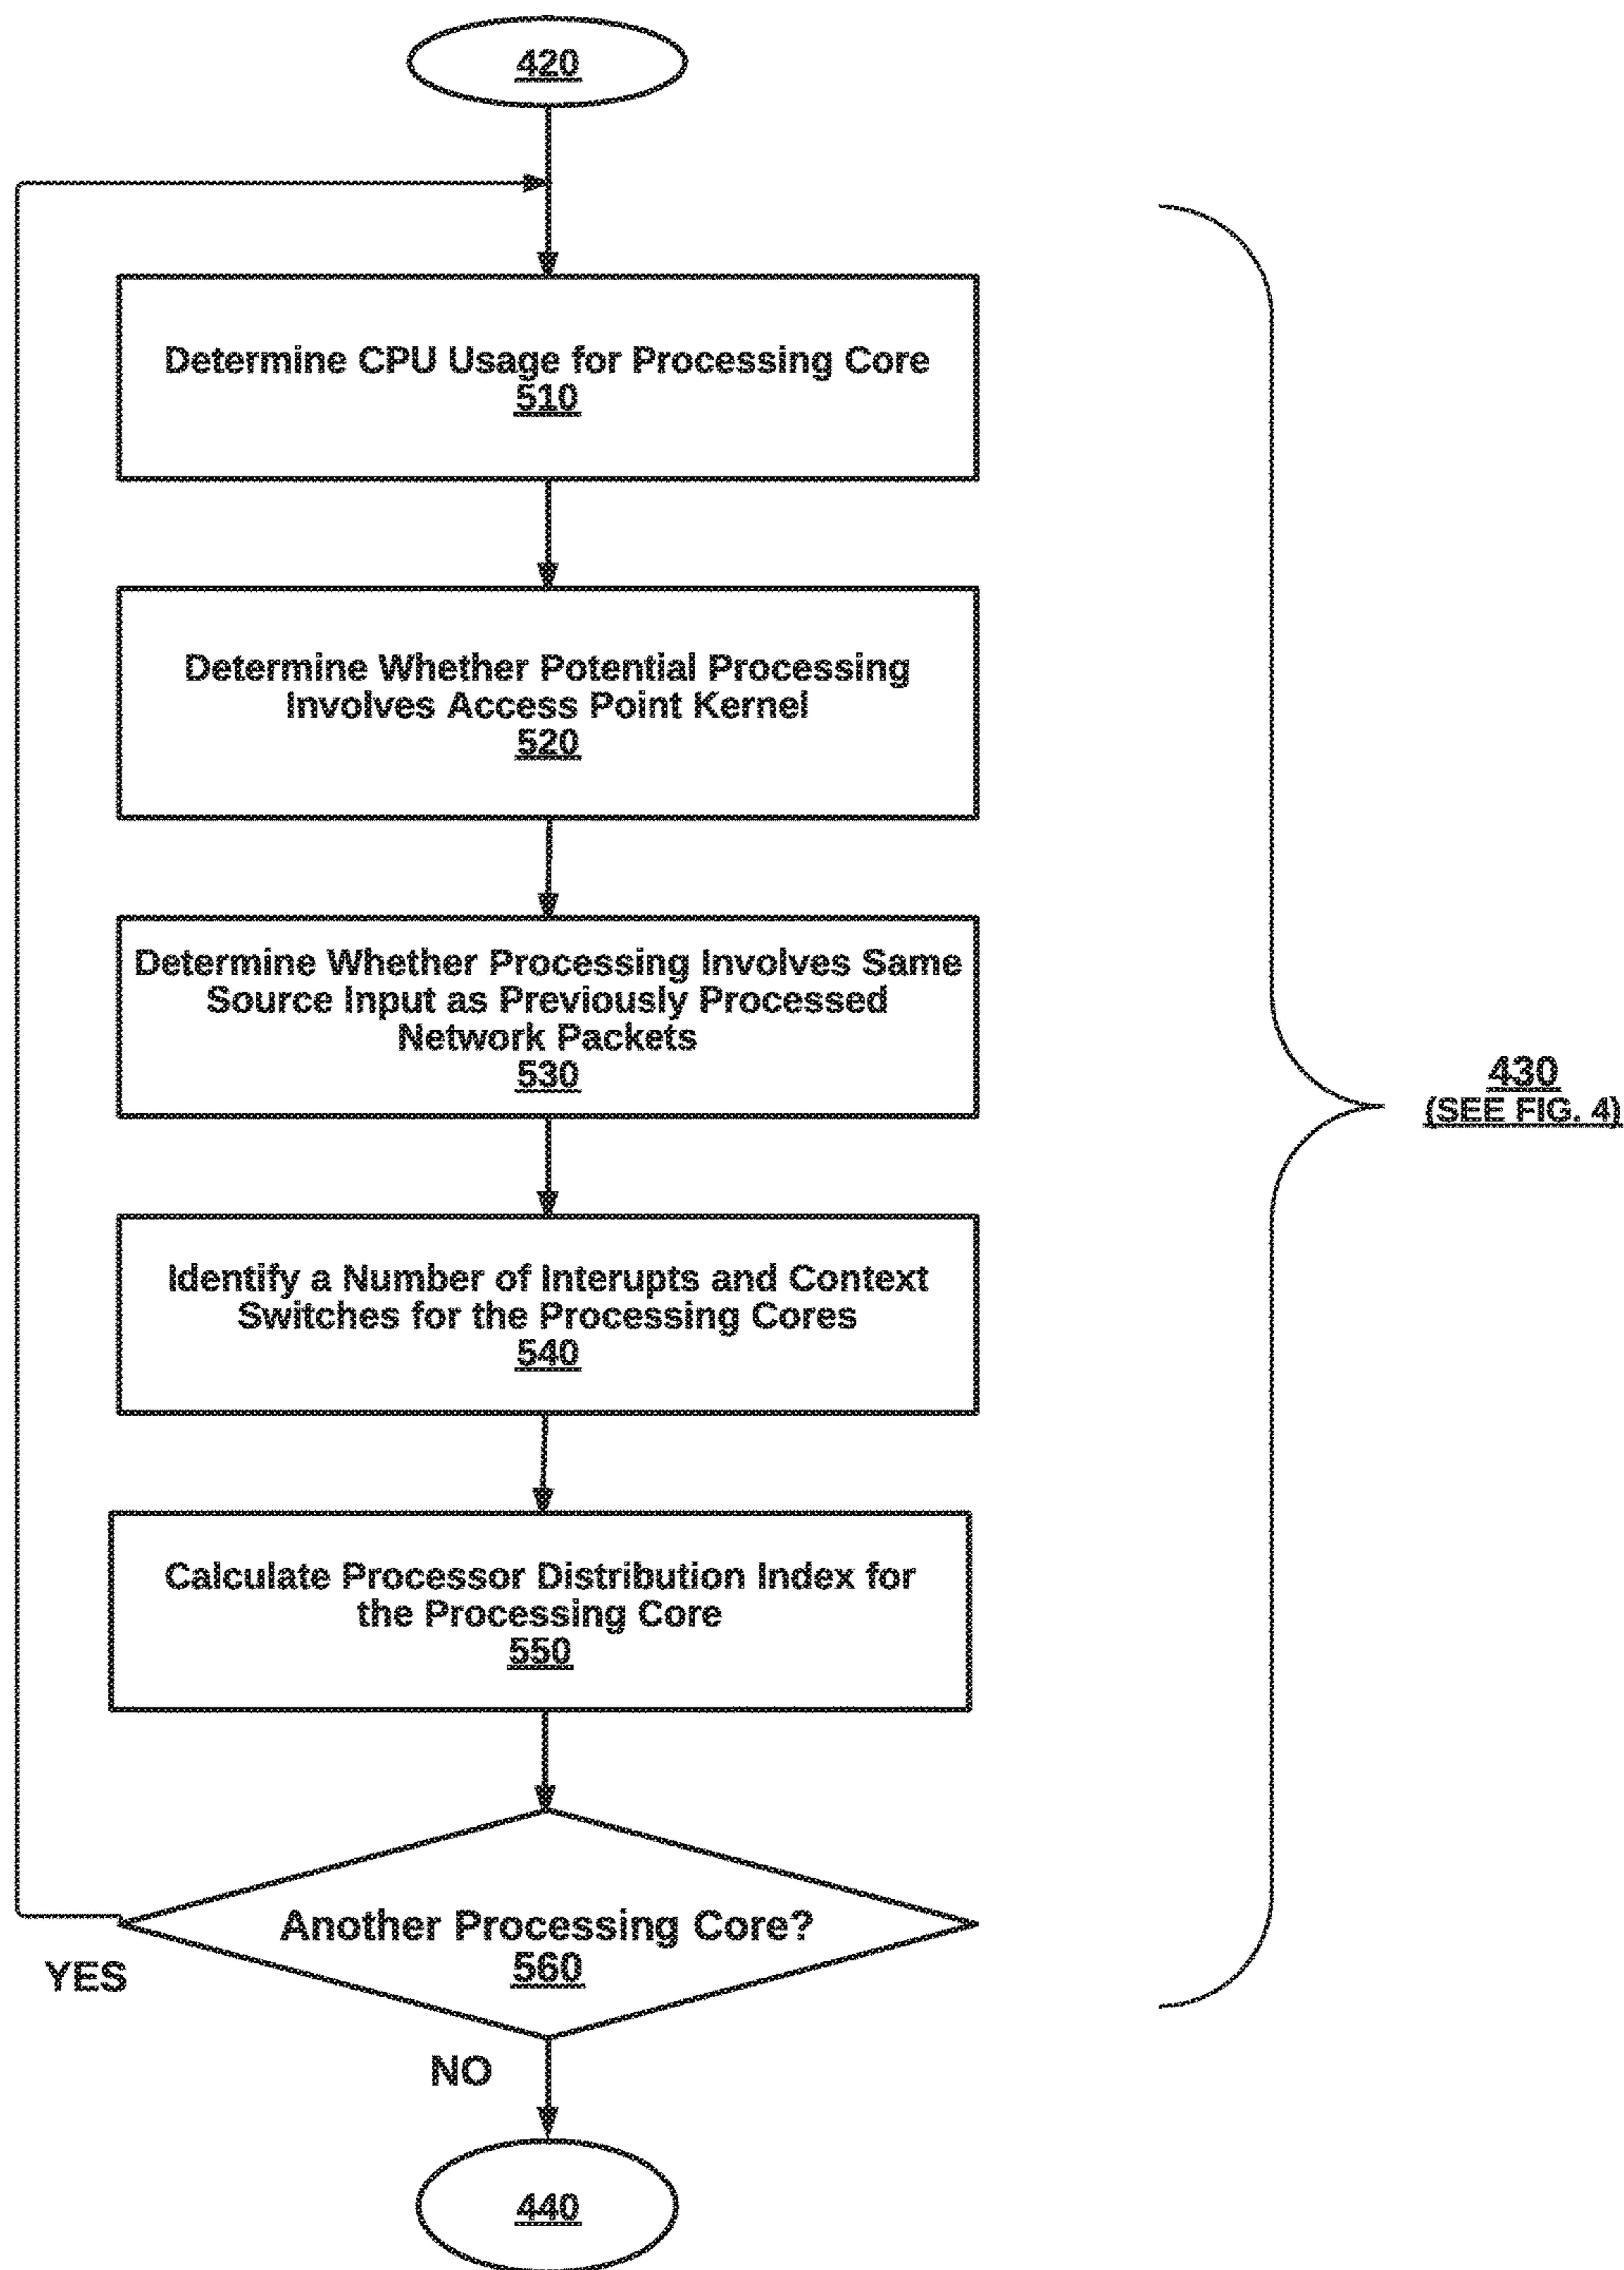 420
Determine CPU Usage for Processing Core
510
Determine Whether Potential Processing
Involves Access Point Kernel
520
Determine Whether Processing Involves Same
Source Input as Previously Processed
Network Packets
530
430
(SEE FIG. 4)
Identify a Number of Interupts and Context
Switches for the Processing Cores
540
Calculate Processor Distribution Index for
the Processing Core
550
Another Processing Core?
560
YES
NO
440